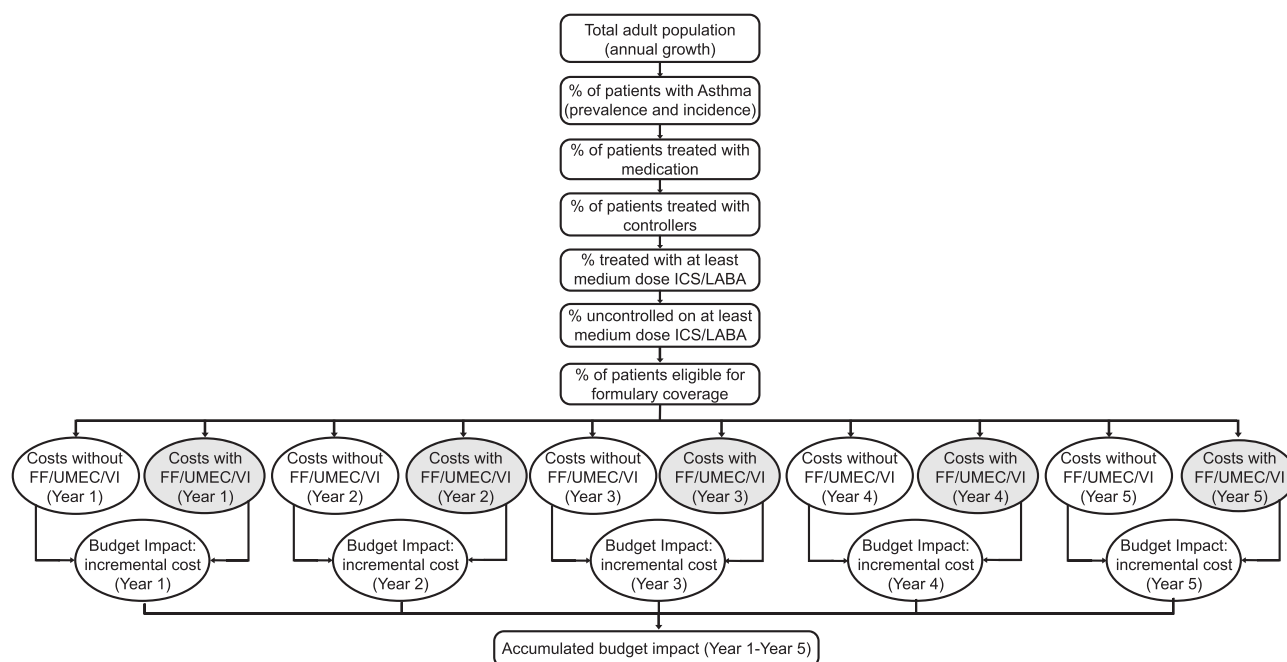 Total adult population
(annual growth)
% of patients with Asthma
(prevalence and incidence)
% of patients treated with
medication
% of patients treated with
controllers
% treated with at least
medium dose ICS/LABA
% uncontrolled on at least
medium dose ICS/LABA
% of patients eligible for
formulary coverage
Costs without
FF/UMEC/VI
(Year 1)
Costs with
FF/UMEC/VI
(Year 1)
Costs without
FF/UMEC/VI
(Year 2)
Costs with
FF/UMEC/VI
(Year 2)
Costs without
FF/UMEC/VI
(Year 3)
Costs with
FF/UMEC/VI
(Year 3)
Costs without
FF/UMEC/VI
(Year 4)
Costs with
FF/UMEC/VI
(Year 4)
Costs without
FF/UMEC/VI
(Year 5)
Costs with
FF/UMEC/VI
(Year 5)
Budget Impact:
incremental cost
(Year 1)
Budget Impact:
incremental cost
(Year 2)
Budget Impact:
incremental cost
(Year 3)
Budget Impact:
incremental cost
(Year 4)
Budget Impact:
incremental cost
(Year 5)
Accumulated budget impact (Year 1-Year 5)